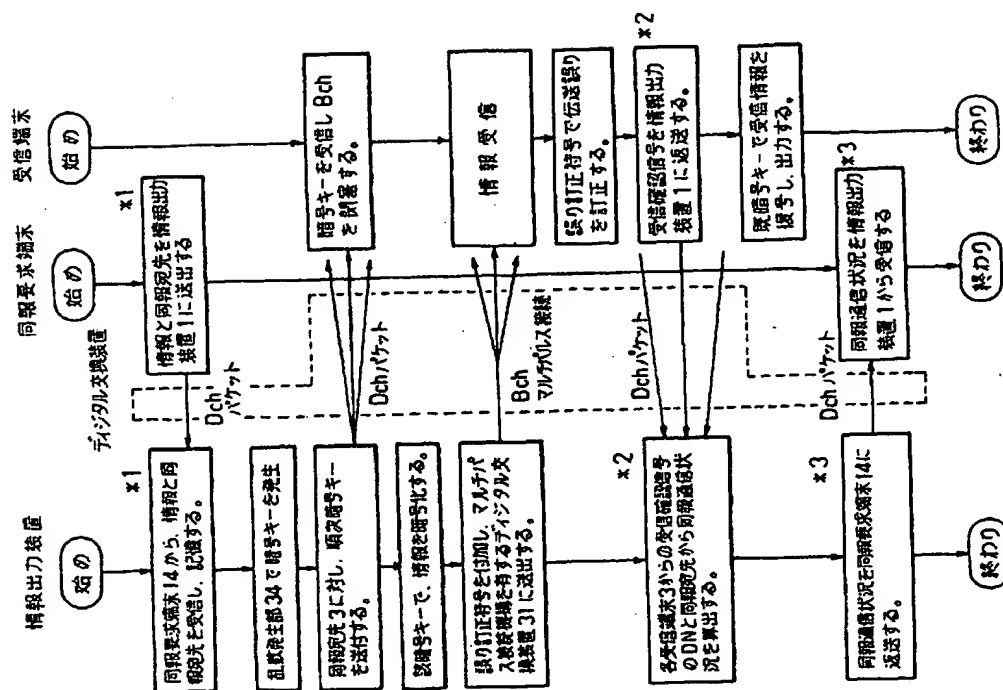 情報出力装置
ディジタル交換装置
同報要求端末
受信端末
始め
始め
始め
*1
同報要求端末14から、情報と同
報宛先を受信し、記憶する。
Dch
パケット
情報と同報宛先を情報出力
装置1に送出する
*1
乱数発生部34で暗号キーを発生
同報宛先3に対し、順次暗号キー
を送付する。
Dchパケット
暗号キーを受信しBch
を閉塞する。
該暗号キーで、情報を暗号化する。
誤り訂正符号を付加し、マルチパ
ス接続機構を有するディジタル交
換装置31に送出する。
Bch
マルチパス接続
情報受信
誤り訂正符号で伝送誤り
を訂正する。
*2
各受信端末3からの受信確認信号
のDNと同報宛先から同報通信状
況を算出する。
Dchパケット
受信確認信号を情報出力
装置1に返送する。
*2
既暗号キーで受信情報を
復号し、出力する。
*3
同報通信状況を同報要求端末14に
返送する。
Dchパケット
同報通信状況を情報出力
装置1から受信する
*3
終わり
終わり
終わり